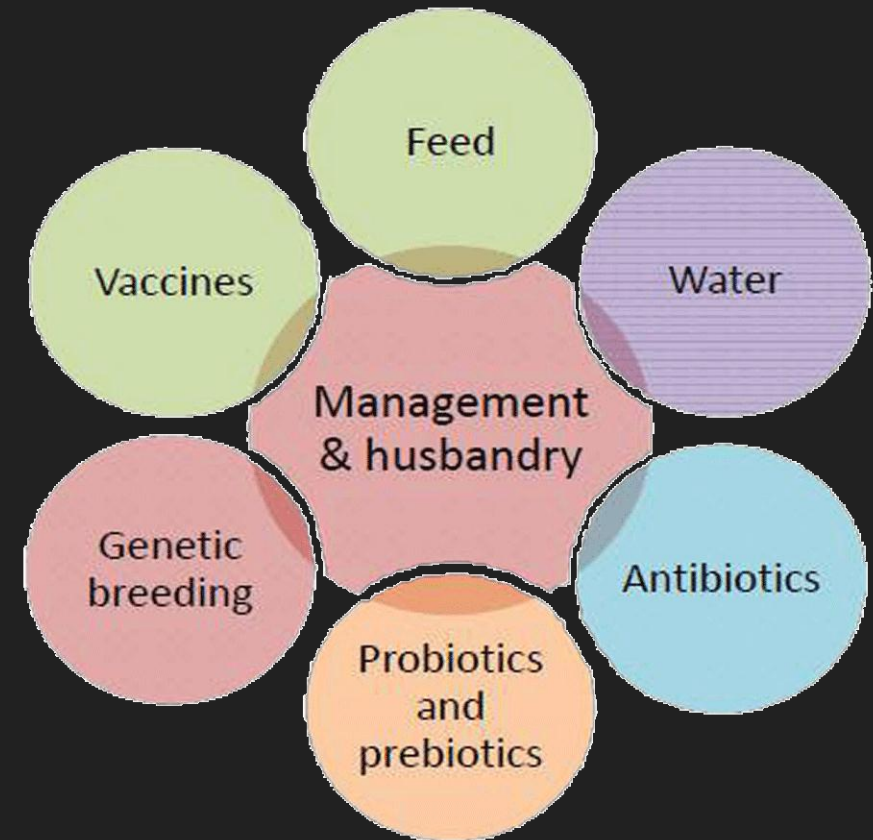 Feed
Vaccines
Water
Management
& husbandry
Genetic
breeding
Antibiotics
Probiotics
and
prebiotics